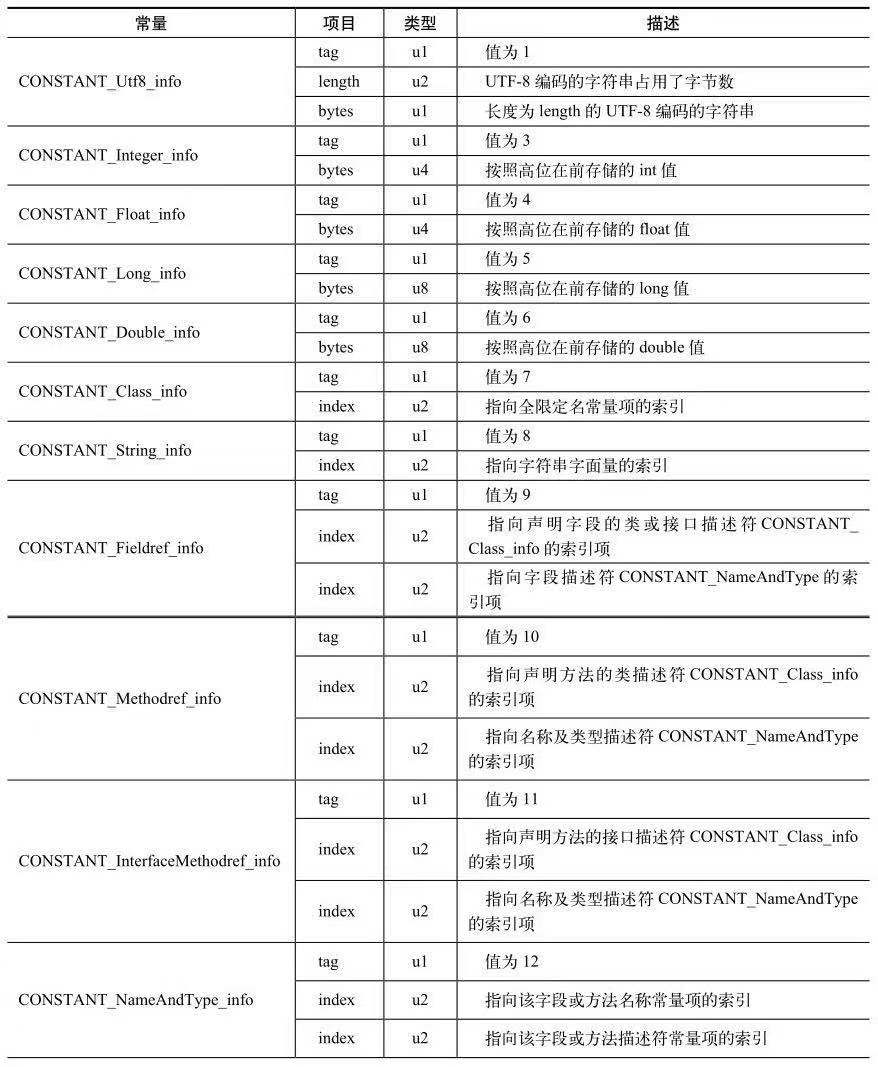 常量 项目 类型 描述
tag u1 值为 1
CONSTANT_Utf8_info length u2 UTF-8 编码的字符串占用了字节数
bytes u1 长度为 length 的 UTF-8 编码的字符串
CONSTANT_Integer_info tag u1 值为 3
bytes u4 按照高位在前存储的 int 值
CONSTANT_Float_info tag u1 值为 4
bytes u4 按照高位在前存储的 float 值
CONSTANT_Long_info tag u1 值为 5
bytes u8 按照高位在前存储的 long 值
CONSTANT_Double_info tag u1 值为 6
bytes u8 按照高位在前存储的 double 值
CONSTANT_Class_info tag u1 值为 7
index u2 指向全限定名常量项的索引
CONSTANT_String_info tag u1 值为 8
index u2 指向字符串字面量的索引
tag u1 值为 9
CONSTANT_Fieldref_info index u2 指向声明字段的类或接口描述符 CONSTANT_
Class_info 的索引项
index u2 指向字段描述符 CONSTANT_NameAndType 的索
引项
tag u1 值为 10
CONSTANT_Methodref_info index u2 指向声明方法的类描述符 CONSTANT_Class_info
的索引项
index u2 指向名称及类型描述符 CONSTANT_NameAndType
的索引项
tag u1 值为 11
CONSTANT_InterfaceMethodref_info index u2 指向声明方法的接口描述符 CONSTANT_Class_info
的索引项
index u2 指向名称及类型描述符 CONSTANT_NameAndType
的索引项
tag u1 值为 12
CONSTANT_NameAndType_info index u2 指向该字段或方法名称常量项的索引
index u2 指向该字段或方法描述符常量项的索引